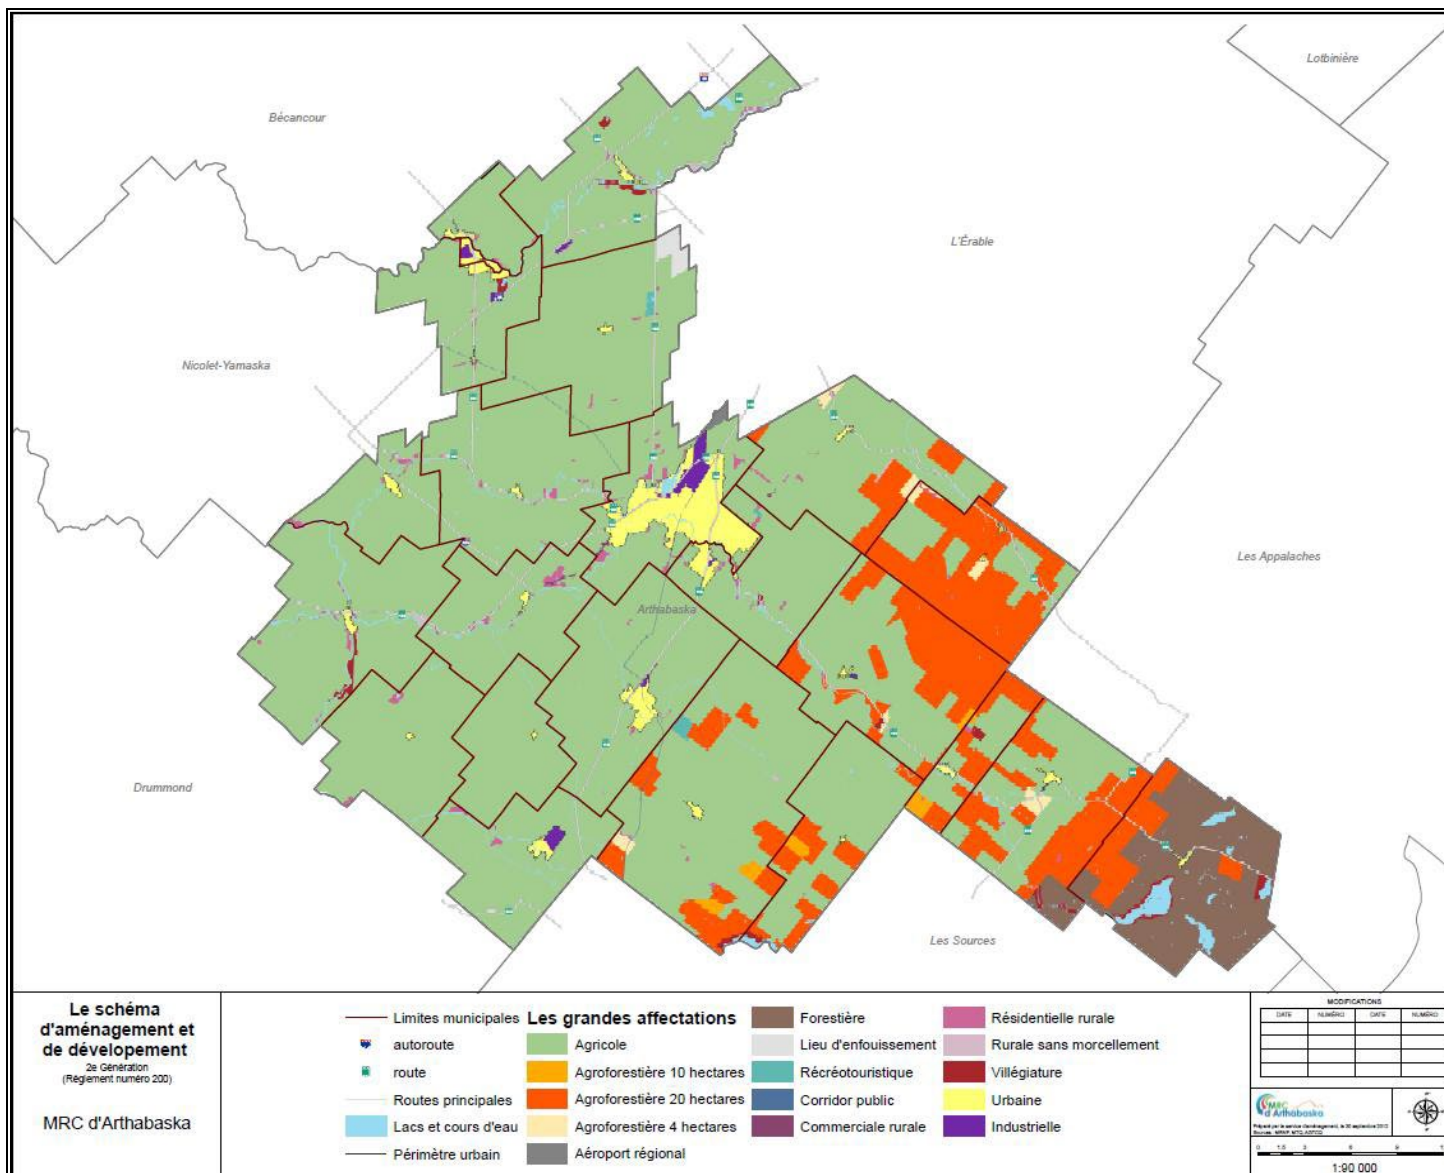 Lotbinière
Bécancour
L'Érable
Nicolet-Yamaska
Les Appalaches
Arthabaska
Drummond
Les Sources
Le schéma
d'aménagement et
de dévelopement
2e Génération
(Règlement numéro 200)
MRC d'Arthabaska
Limites municipales
autoroute
route
Routes principales
Lacs et cours d'eau
Périmètre urbain
Les grandes affectations
Agricole
Agroforestière 10 hectares
Agroforestière 20 hectares
Agroforestière 4 hectares
Aéroport régional
Forestière
Lieu d'enfouissement
Récréotouristique
Corridor public
Commerciale rurale
Résidentielle rurale
Rurale sans morcellement
Villégiature
Urbaine
Industrielle
MODIFICATIONS
DATE NUMÉRO DATE NUMÉRO
MRC
d'Arthabaska
1:90 000